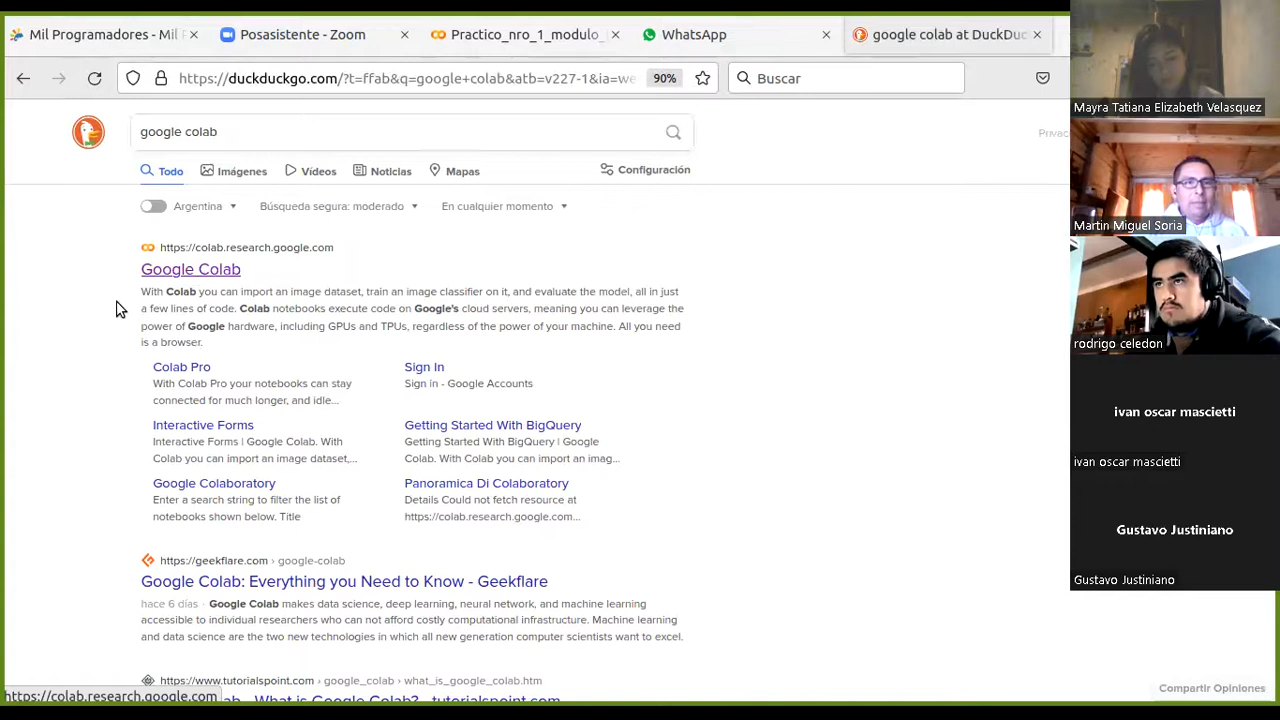 Mil Programadores - Mil
Posasistente - Zoom
Practico_nro_1_modulo_
WhatsApp
google colab at DuckDuc
https://duckduckgo.com/?t=ffab&q=google+colab&atb=v227-1&ia=we
90%
Buscar
google colab
Privac
Todo
Imágenes
Vídeos
Noticias
Mapas
Configuración
Argentina
Búsqueda segura: moderado
En cualquier momento
https://colab.research.google.com
Google Colab
With Colab you can import an image dataset, train an image classifier on it, and evaluate the model, all in just
a few lines of code. Colab notebooks execute code on Google's cloud servers, meaning you can leverage the
power of Google hardware, including GPUs and TPUs, regardless of the power of your machine. All you need
is a browser.
Colab Pro
With Colab Pro your notebooks can stay
connected for much longer, and idle...
Sign In
Sign in - Google Accounts
Interactive Forms
Interactive Forms | Google Colab. With
Colab you can import an image dataset,...
Getting Started With BigQuery
Getting Started With BigQuery | Google
Colab. With Colab you can import an imag...
Google Colaboratory
Enter a search string to filter the list of
notebooks shown below. Title
Panoramica Di Colaboratory
Details Could not fetch resource at
https://colab.research.google.com...
https://geekflare.com › google-colab
Google Colab: Everything you Need to Know - Geekflare
hace 6 días · Google Colab makes data science, deep learning, neural network, and machine learning
accessible to individual researchers who can not afford costly computational infrastructure. Machine learning
and data science are the two new technologies in which all new generation computer scientists want to excel.
https://www.tutorialspoint.com › google_colab › what_is_google_colab.htm
ab - What is Google Colab? - tutorialspoint.com
https://colab.research.google.com
Compartir Opiniones
Mayra Tatiana Elizabeth Velasquez
Martin Miguel Soria
rodrigo celedon
ivan oscar mascietti
ivan oscar mascietti
Gustavo Justiniano
Gustavo Justiniano